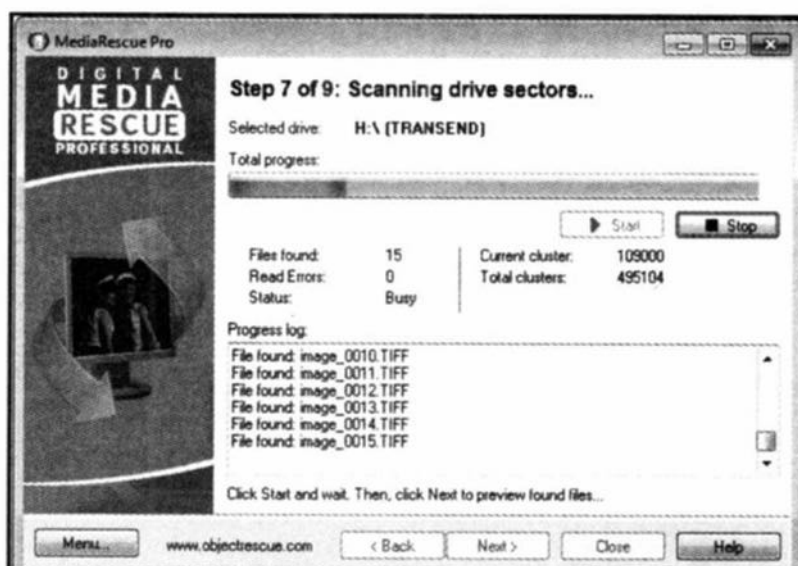 MediaRescue Pro
DIGITAL
MEDIA
RESCUE
PROFESSIONAL
Step 7 of 9: Scanning drive sectors...
Selected drive: H:\ (TRANSEND)
Total progress:
Start Stop
Files found: 15 Current cluster: 109000
Read Errors: 0 Total clusters: 495104
Status: Busy
Progress log:
File found: image_0010.TIFF
File found: image_0011.TIFF
File found: image_0012.TIFF
File found: image_0013.TIFF
File found: image_0014.TIFF
File found: image_0015.TIFF
Click Start and wait. Then, click Next to preview found files...
Menu... www.objectrescue.com < Back Next > Close Help